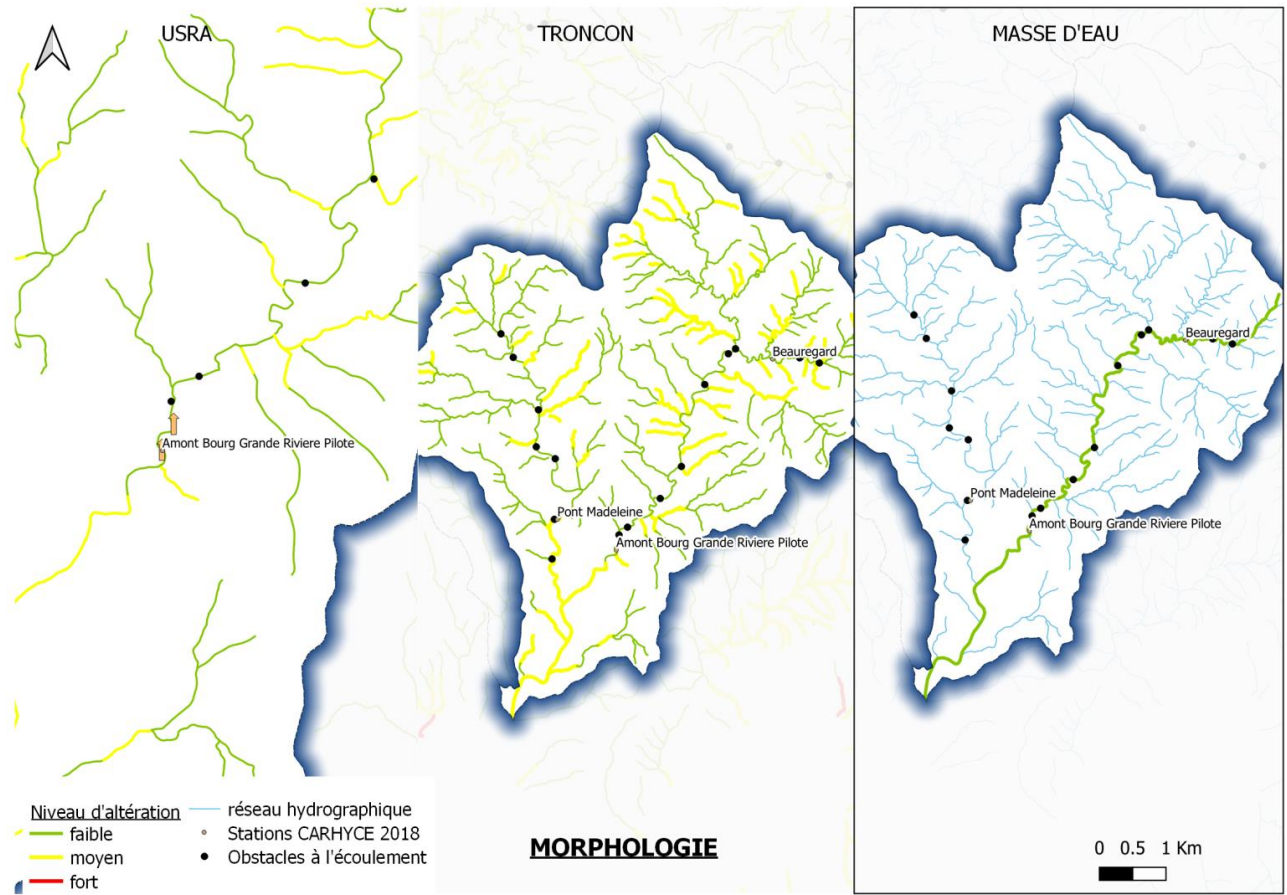 USRA
TRONCON
MASSE D'EAU
Amont Bourg Grande Riviere Pilote
Beauregard
Pont Madeleine
Amont Bourg Grande Riviere Pilote
Beauregard
Pont Madeleine
Amont Bourg Grande Riviere Pilote
Niveau d'altération
faible
moyen
fort
réseau hydrographique
Stations CARHYCE 2018
Obstacles à l'écoulement
MORPHOLOGIE
0 0.5 1 Km